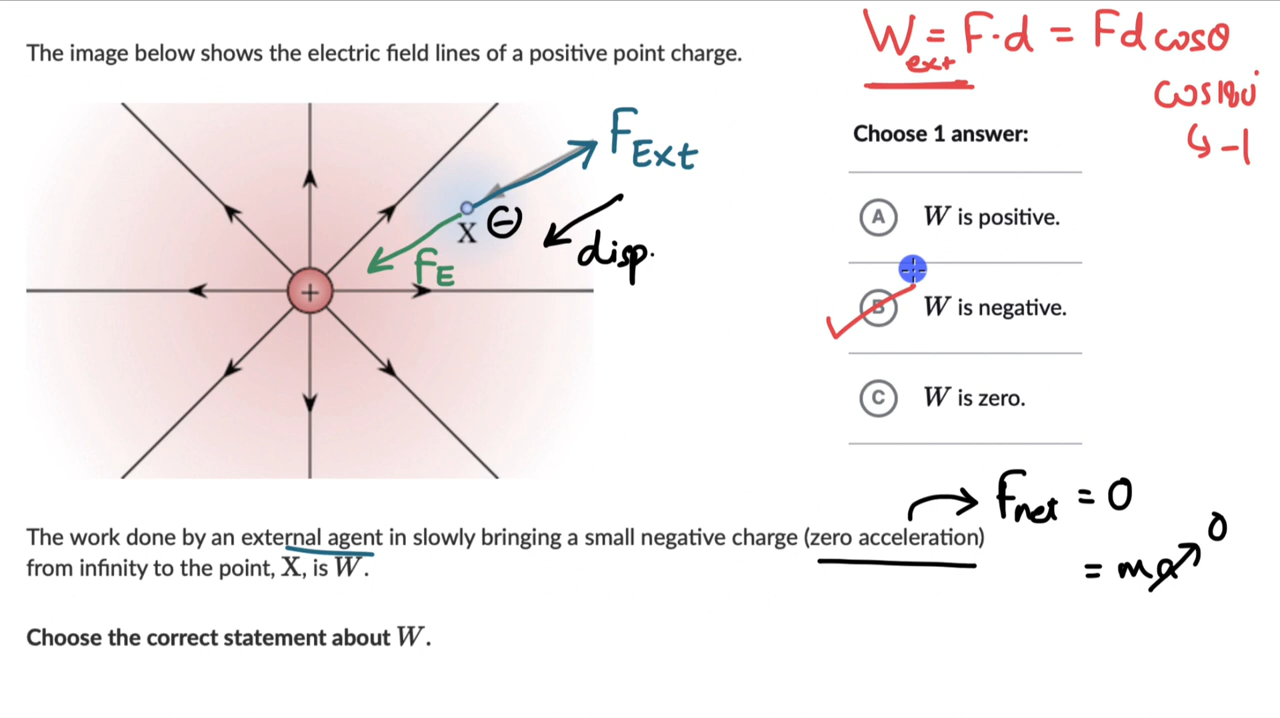 The image below shows the electric field lines of a positive point charge.
W_ext = F·d = Fd cosθ
cos180°
↳ -1
F_Ext
X ⊖
disp.
F_E
+
Choose 1 answer:
A W is positive.
B W is negative.
C W is zero.
F_net = 0
= ma 0
The work done by an external agent in slowly bringing a small negative charge (zero acceleration)
from infinity to the point, X, is W.
Choose the correct statement about W.